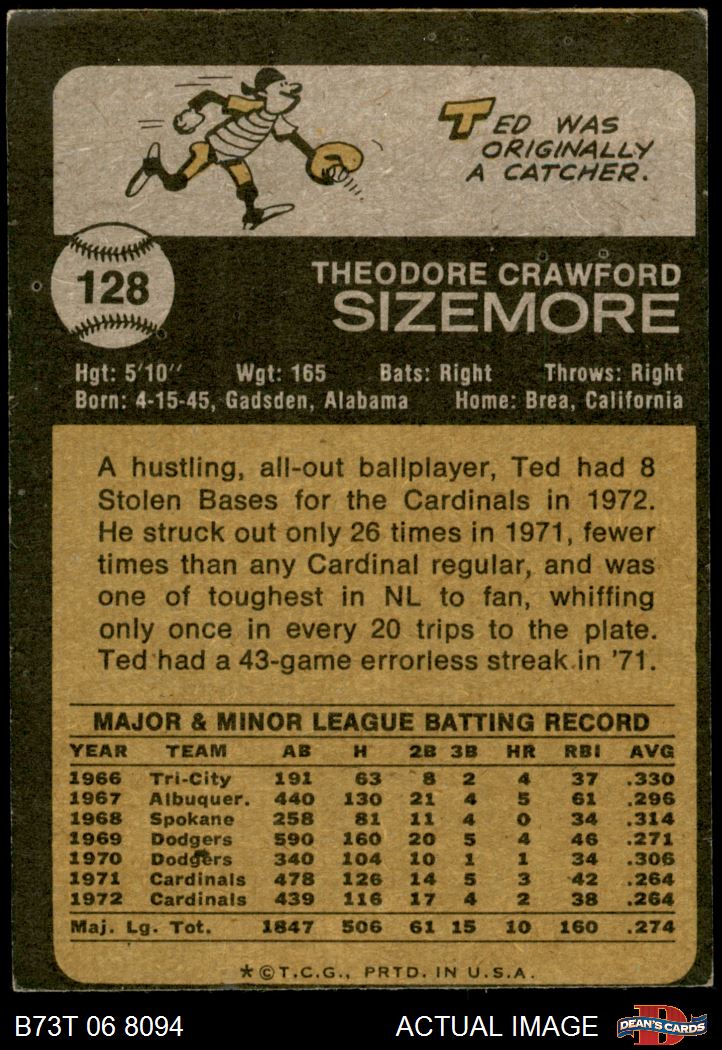 TED WAS
ORIGINALLY
A CATCHER.
128
THEODORE CRAWFORD
SIZEMORE
Hgt: 5'10" Wgt: 165 Bats: Right Throws: Right
Born: 4-15-45, Gadsden, Alabama Home: Brea, California
A hustling, all-out ballplayer, Ted had 8
Stolen Bases for the Cardinals in 1972.
He struck out only 26 times in 1971, fewer
times than any Cardinal regular, and was
one of toughest in NL to fan, whiffing
only once in every 20 trips to the plate.
Ted had a 43-game errorless streak in '71.
MAJOR & MINOR LEAGUE BATTING RECORD
YEAR TEAM AB H 2B 3B HR RBI AVG
1966 Tri-City 191 63 8 2 4 37 .330
1967 Albuquer. 440 130 21 4 5 61 .296
1968 Spokane 258 81 11 4 0 34 .314
1969 Dodgers 590 160 20 5 4 46 .271
1970 Dodgers 340 104 10 1 1 34 .306
1971 Cardinals 478 126 14 5 3 42 .264
1972 Cardinals 439 116 17 4 2 38 .264
Maj. Lg. Tot. 1847 506 61 15 10 160 .274
*©T.C.G., PRTD. IN U.S.A.
B73T 06 8094 ACTUAL IMAGE D DEAN'S CARDS